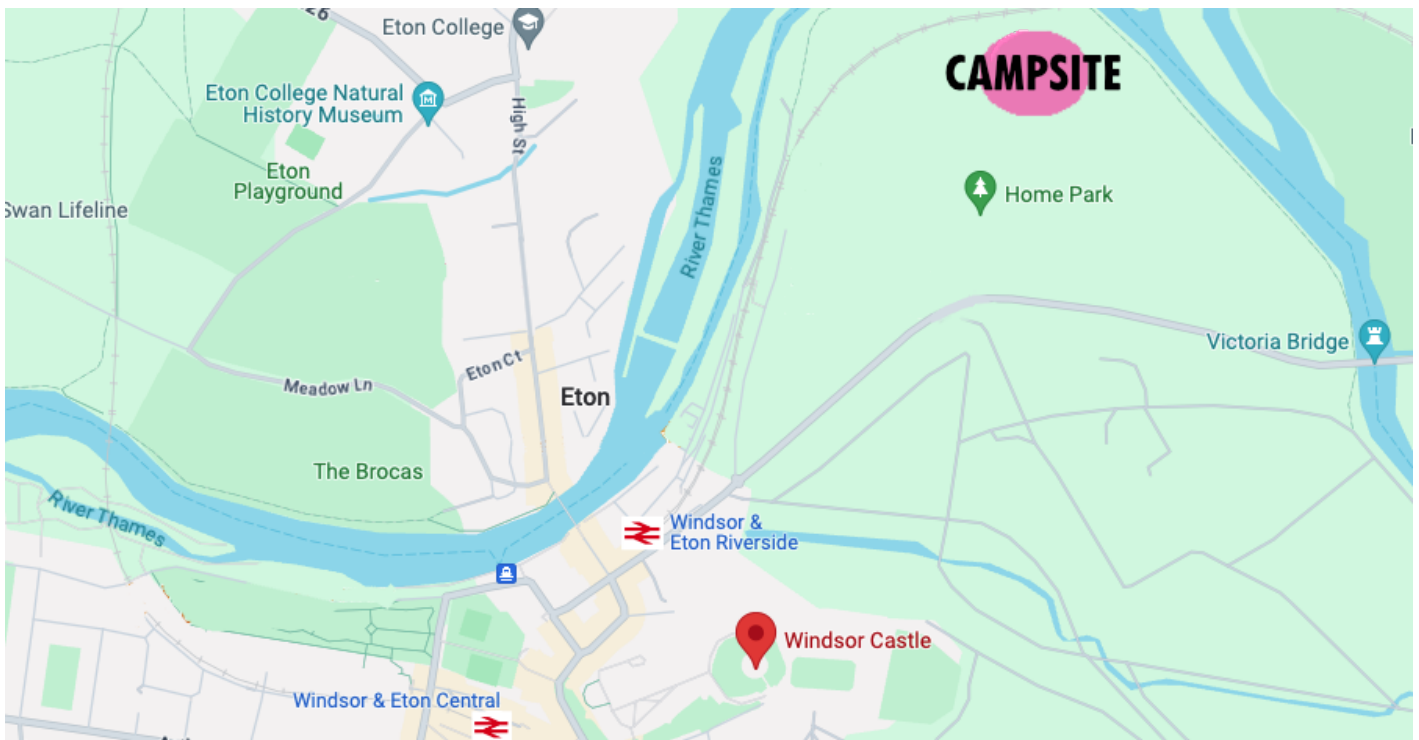 26
Eton College
CAMPSITE
Eton College Natural
History Museum
High St
Eton
Playground
River Thames
Home Park
Swan Lifeline
Victoria Bridge
Eton Ct
Meadow Ln
Eton
The Brocas
River Thames
Windsor &
Eton Riverside
Windsor Castle
Windsor & Eton Central